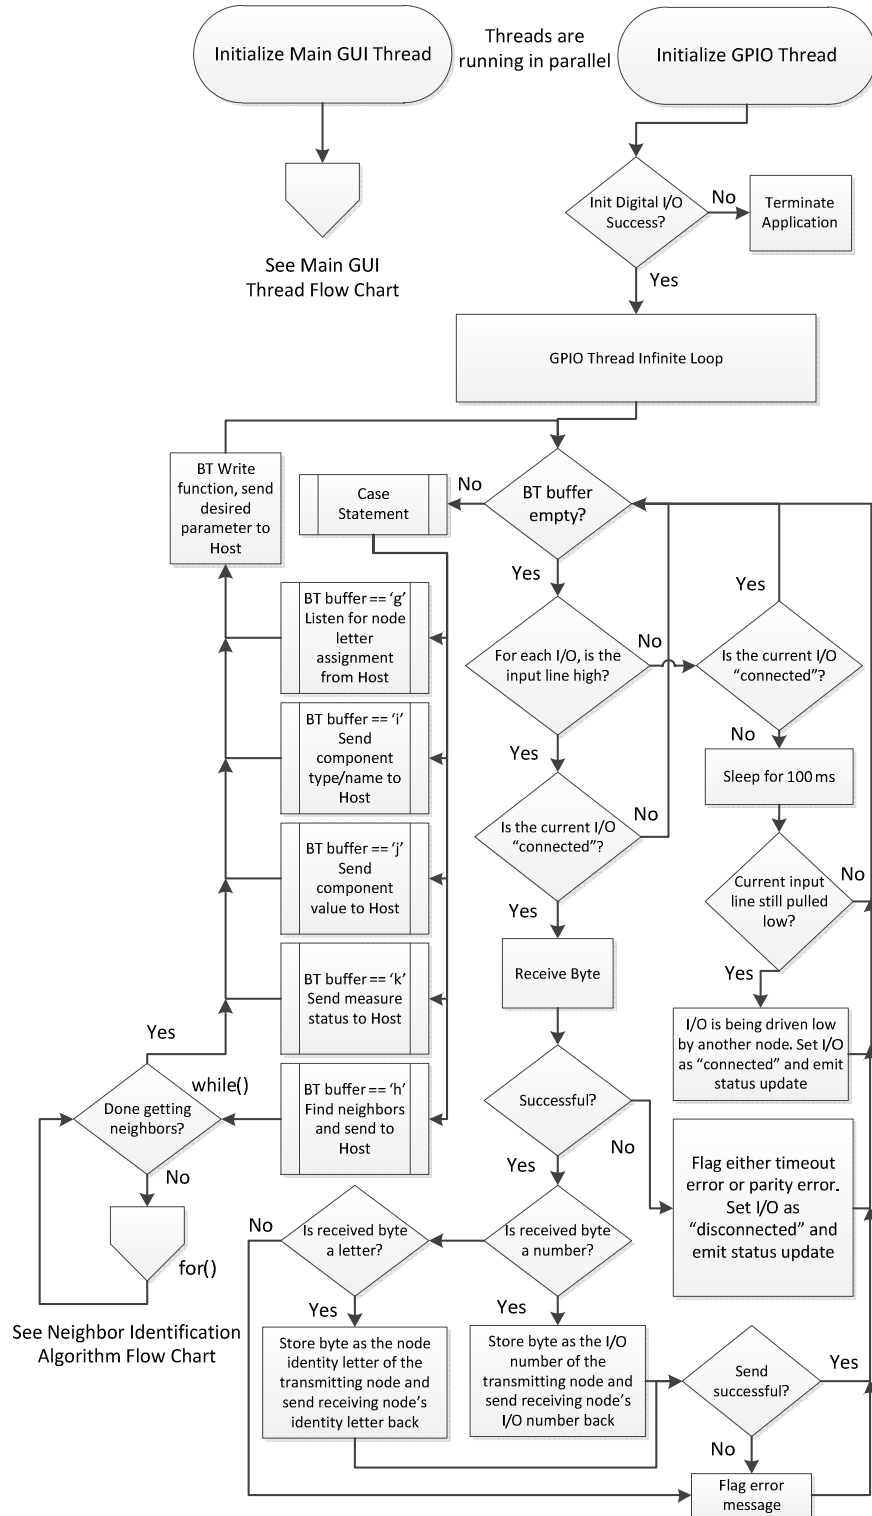 Initialize Main GUI Thread
Threads are
running in parallel
Initialize GPIO Thread
Init Digital I/O
Success?
No
Terminate
Application
Yes
See Main GUI
Thread Flow Chart
GPIO Thread Infinite Loop
BT Write
function, send
desired
parameter to
Host
Case
Statement
No
BT buffer
empty?
Yes
Yes
BT buffer == ‘g’
Listen for node
letter
assignment
from Host
For each I/O, is the
input line high?
No
Is the current I/O
“connected”?
Yes
No
BT buffer == ‘i’
Send
component
type/name to
Host
Sleep for 100 ms
Is the current I/O
“connected”?
No
BT buffer == ‘j’
Send
component
value to Host
Current input
line still pulled
low?
No
Yes
Yes
Receive Byte
BT buffer == ‘k’
Send measure
status to Host
I/O is being driven low
by another node. Set I/O
as “connected” and emit
status update
Yes
while()
Done getting
neighbors?
BT buffer == ‘h’
Find neighbors
and send to
Host
Successful?
No
Yes
Flag either timeout
error or parity error.
Set I/O as
“disconnected” and
emit status update
No
for()
No
Is received byte
a letter?
Is received byte
a number?
Yes
Yes
See Neighbor Identification
Algorithm Flow Chart
Store byte as the node
identity letter of the
transmitting node and
send receiving node’s
identity letter back
Store byte as the I/O
number of the
transmitting node and
send receiving node’s
I/O number back
Send
successful?
Yes
No
Flag error
message